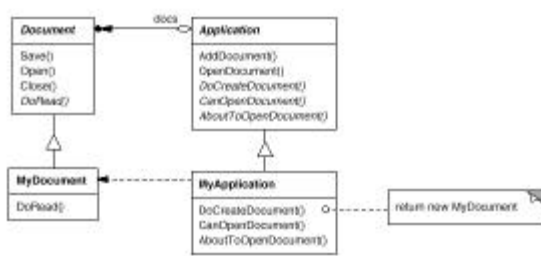 docs
Document
Save()
Open()
Close()
DoRead()
Application
AddDocument()
OpenDocument()
DoCreateDocument()
CanOpenDocument()
AboutToOpenDocument()
MyDocument
DoRead()
MyApplication
DoCreateDocument()
CanOpenDocument()
AboutToOpenDocument()
return new MyDocument